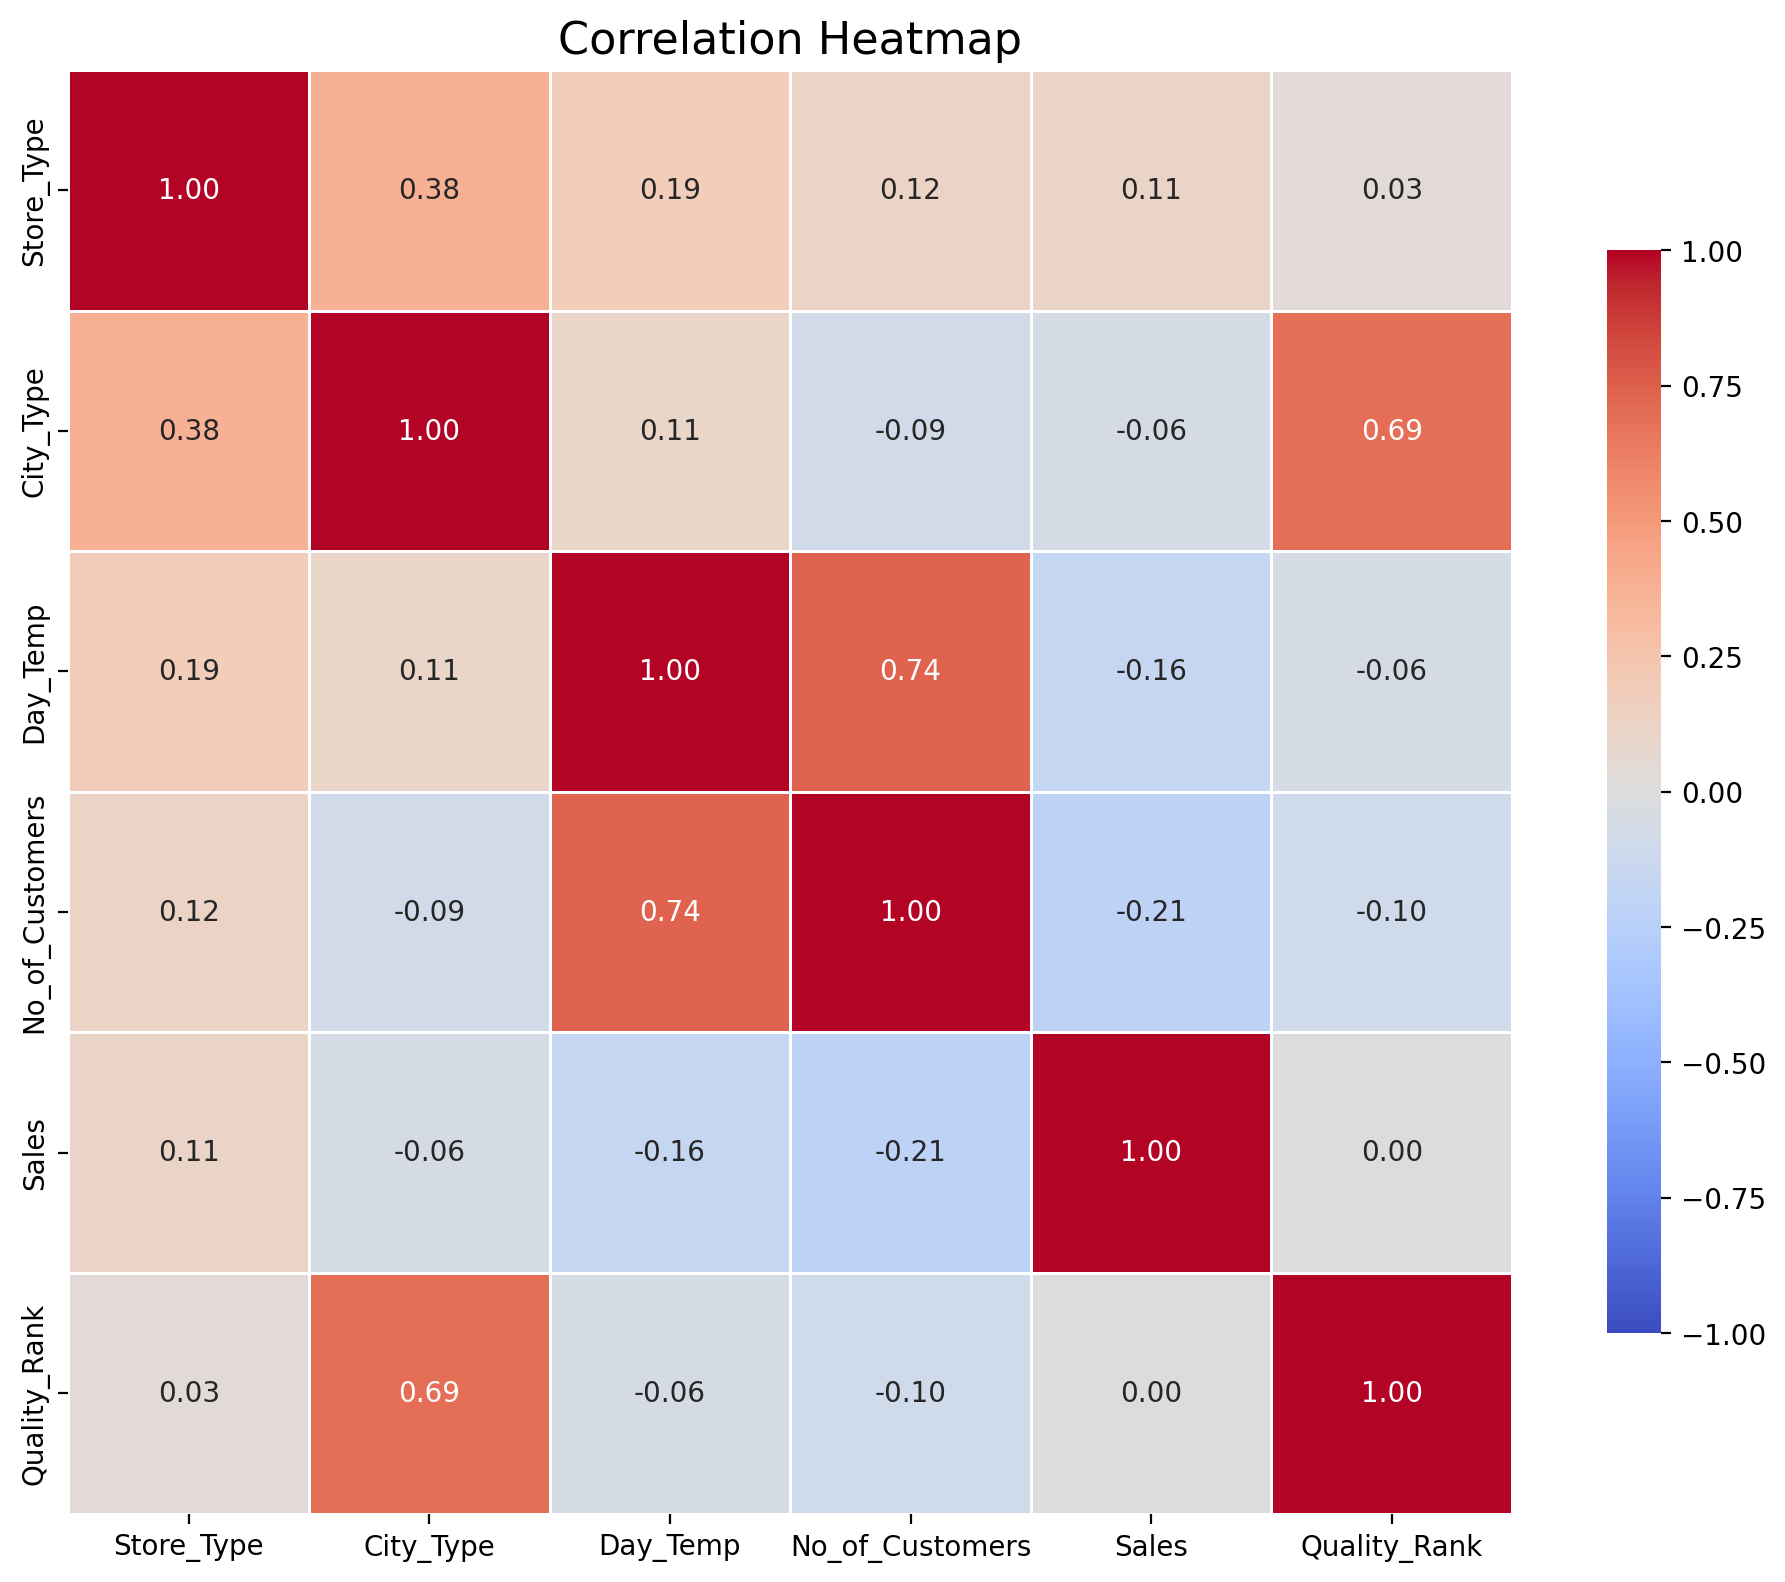 Correlation Heatmap
Store_Type
1.00 0.38 0.19 0.12 0.11 0.03
City_Type
0.38 1.00 0.11 -0.09 -0.06 0.69
Day_Temp
0.19 0.11 1.00 0.74 -0.16 -0.06
No_of_Customers
0.12 -0.09 0.74 1.00 -0.21 -0.10
Sales
0.11 -0.06 -0.16 -0.21 1.00 0.00
Quality_Rank
0.03 0.69 -0.06 -0.10 0.00 1.00
Store_Type City_Type Day_Temp No_of_Customers Sales Quality_Rank
1.00
0.75
0.50
0.25
0.00
−0.25
−0.50
−0.75
−1.00